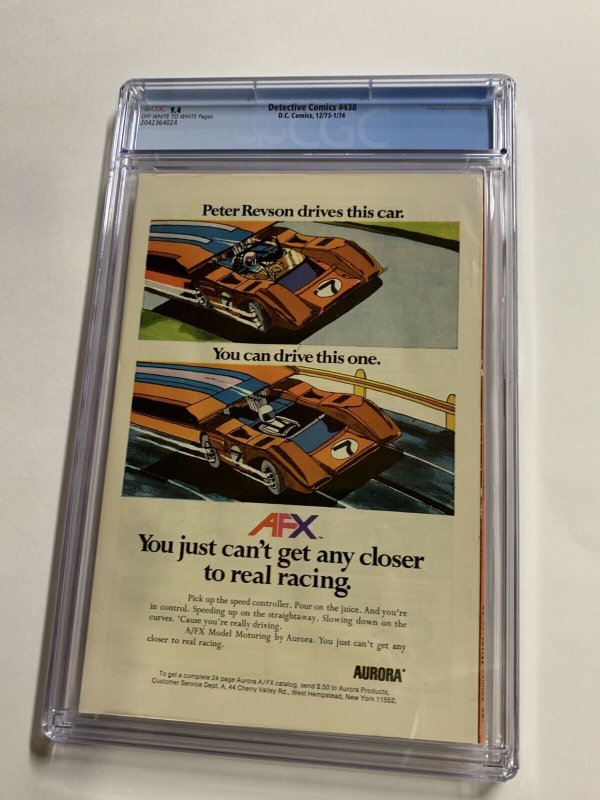 CGC 9.4
OFF-WHITE TO WHITE Pages
2042364024
Detective Comics #438
D.C. Comics, 12/73-1/74
CGC
Peter Revson drives this car.
7
7
You can drive this one.
7
7
AFX™
You just can't get any closer
to real racing.
Pick up the speed controller. Pour on the juice. And you're
in control. Speeding up on the straightaway. Slowing down on the
curves. 'Cause you're really driving.
A/FX Model Motoring by Aurora. You just can't get any
closer to real racing.
AURORA®
To get a complete 24 page Aurora A/FX catalog, send $.50 to Aurora Products,
Customer Service Dept. A, 44 Cherry Valley Rd., West Hempstead, New York 11552.